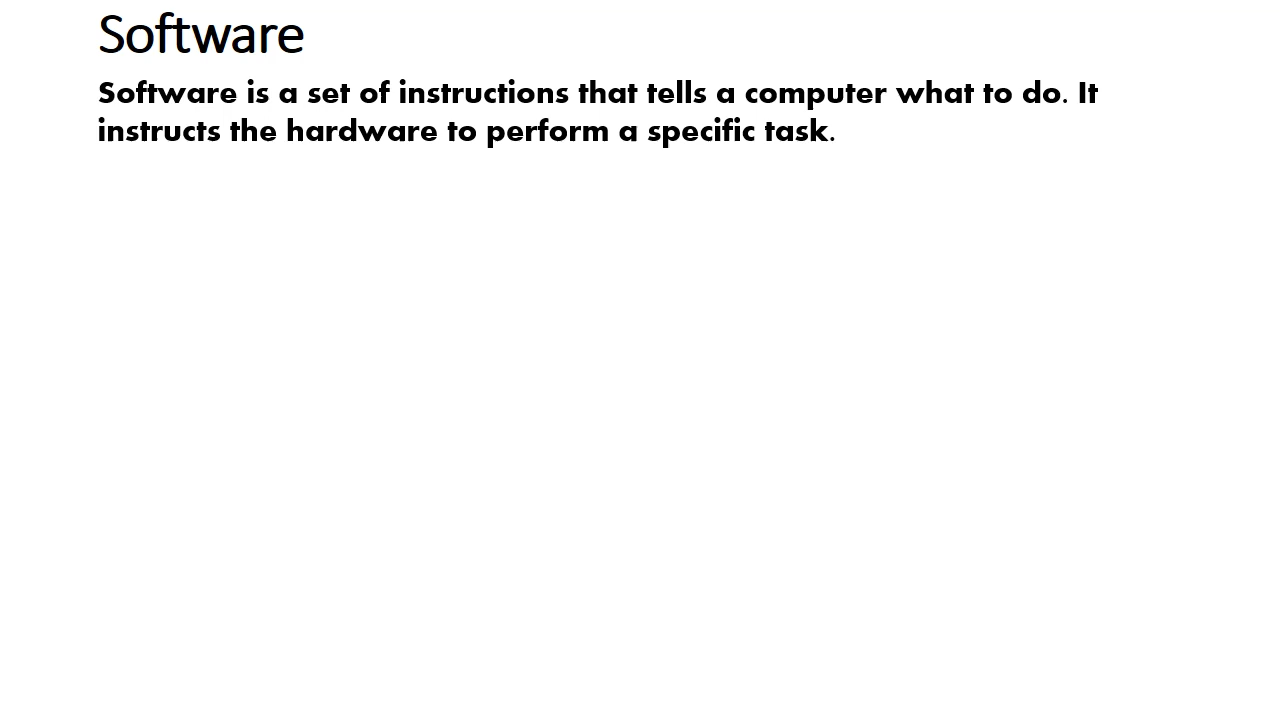 Software
Software is a set of instructions that tells a computer what to do. It
instructs the hardware to perform a specific task.